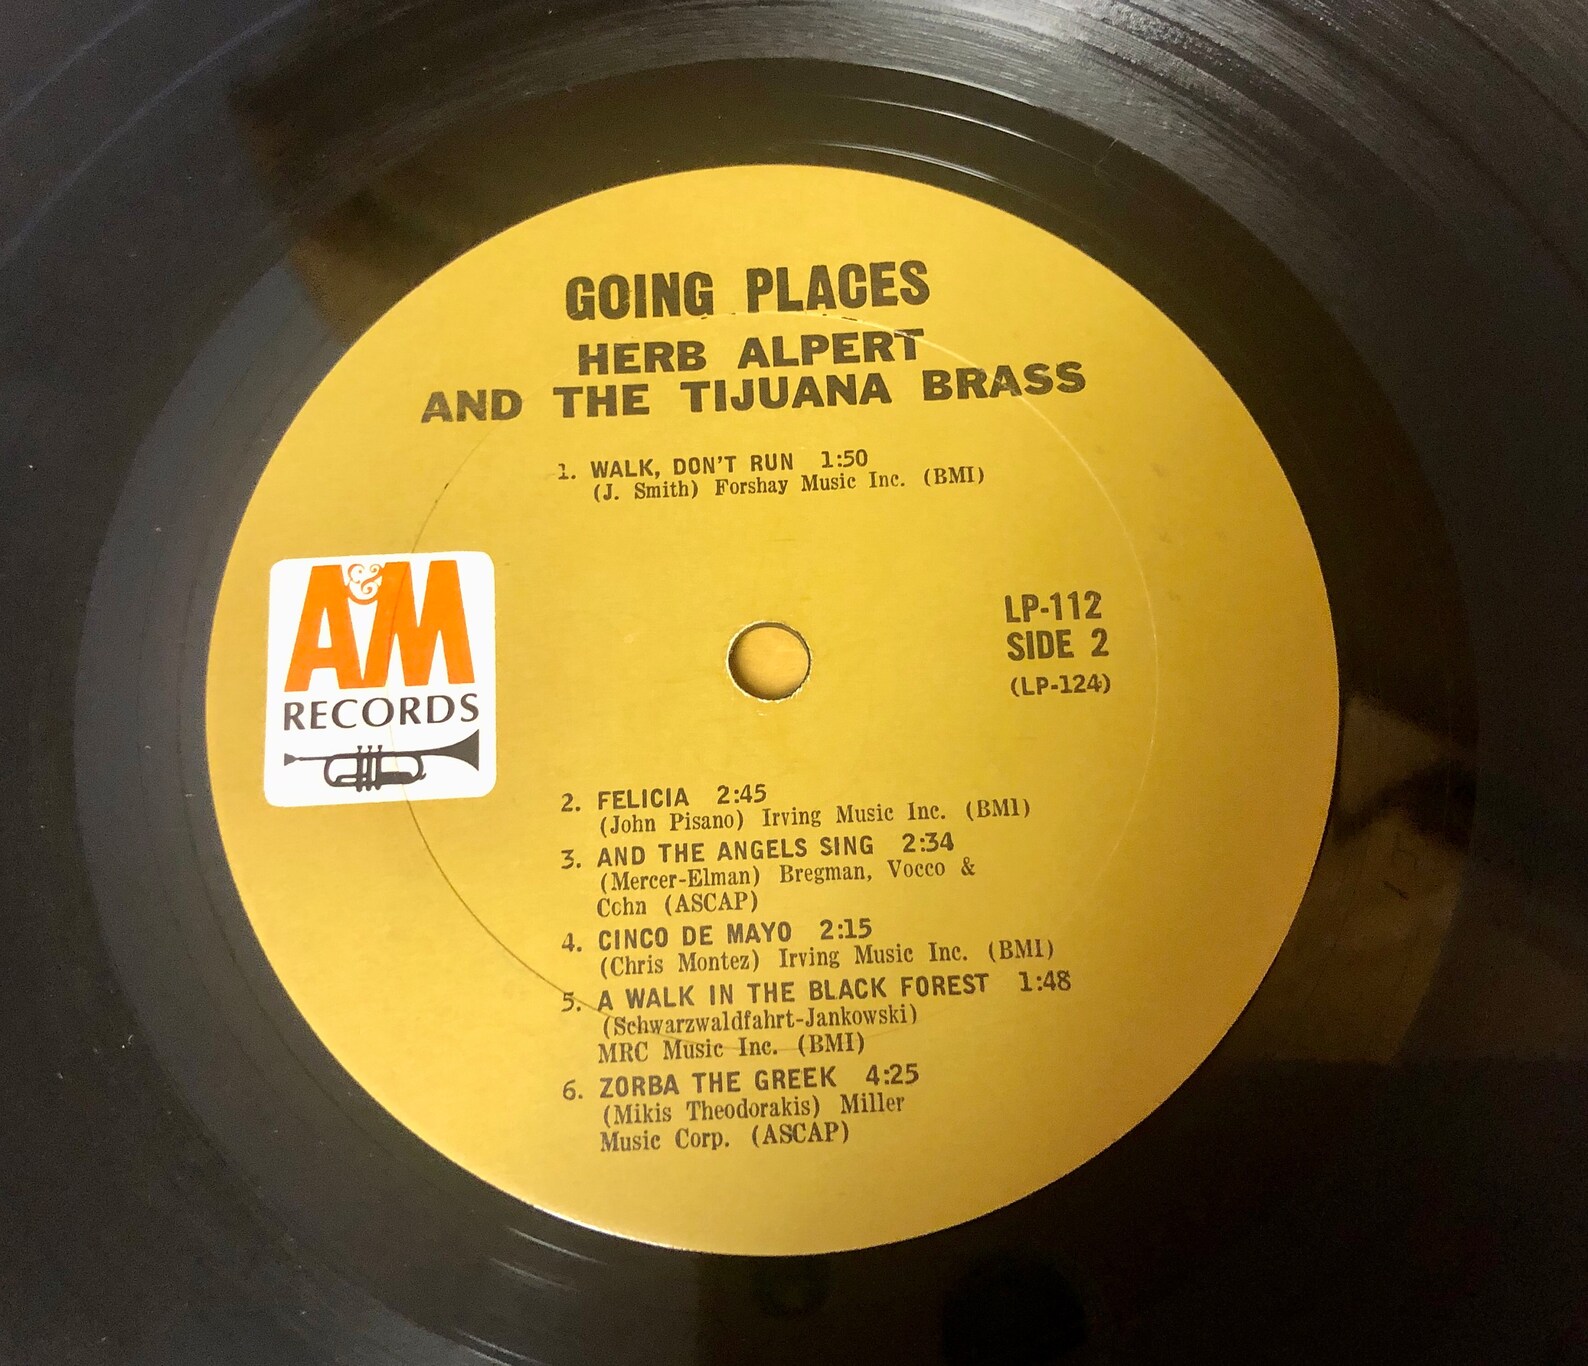 GOING PLACES
HERB ALPERT
AND THE TIJUANA BRASS
1. WALK, DON'T RUN 1:50
(J. Smith) Forshay Music Inc. (BMI)
A&M
RECORDS
LP-112
SIDE 2
(LP-124)
2. FELICIA 2:45
(John Pisano) Irving Music Inc. (BMI)
3. AND THE ANGELS SING 2:34
(Mercer-Elman) Bregman, Vocco &
Cchn (ASCAP)
4. CINCO DE MAYO 2:15
(Chris Montez) Irving Music Inc. (BMI)
5. A WALK IN THE BLACK FOREST 1:48
(Schwarzwaldfahrt-Jankowski)
MRC Music Inc. (BMI)
6. ZORBA THE GREEK 4:25
(Mikis Theodorakis) Miller
Music Corp. (ASCAP)